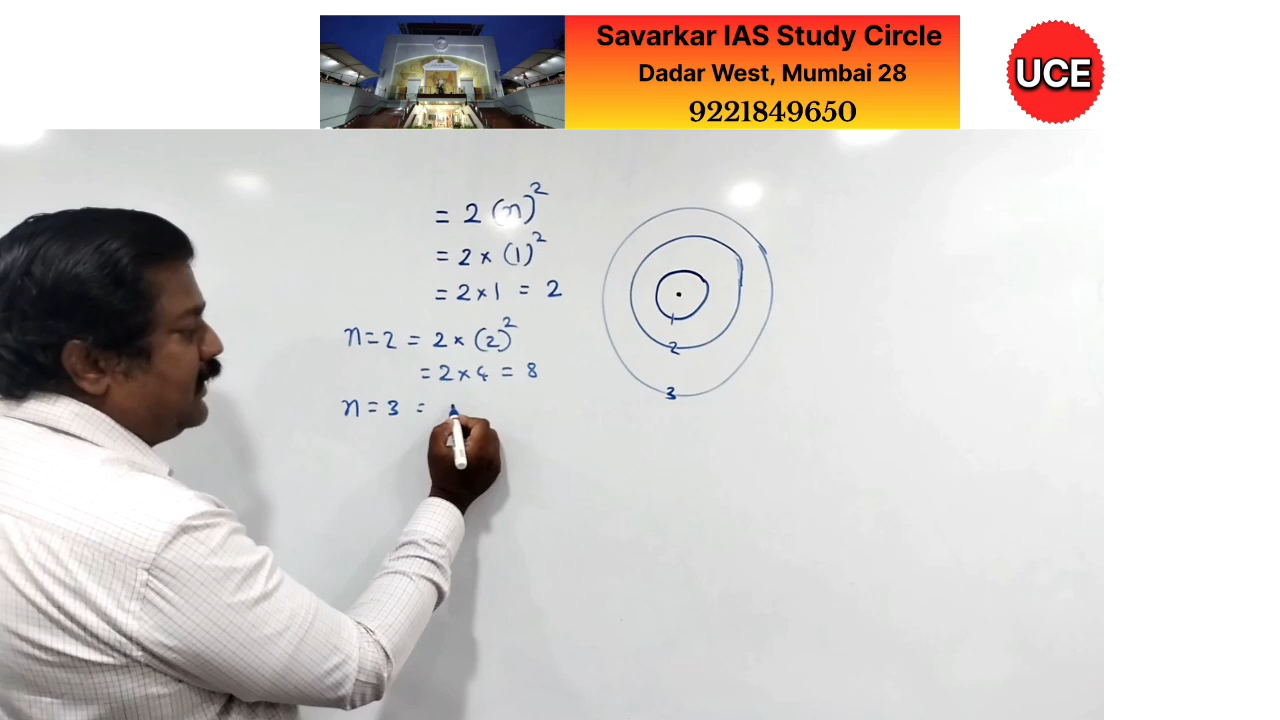 Savarkar IAS Study Circle
Dadar West, Mumbai 28
9221849650
UCE
= 2 (n)²
= 2 × (1)²
= 2×1 = 2
n=2 = 2 × (2)²
= 2×4 = 8
n=3 =
1
2
3